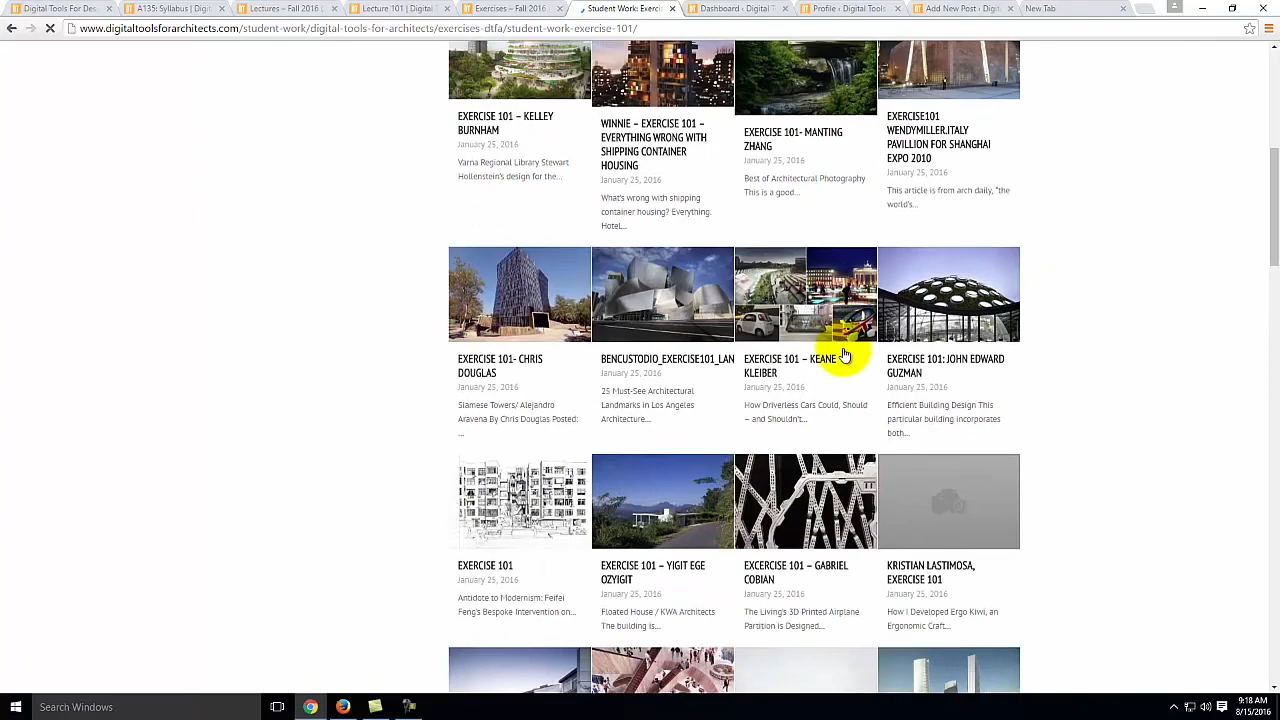 Digital Tools For Des
A135: Syllabus | Digital
Lectures – Fall 2016 |
Lecture 101 | Digital T
Exercises – Fall 2016
Student Work: Exerci
Dashboard ‹ Digital T
Profile ‹ Digital Tools
Add New Post ‹ Digit
New Tab
www.digitaltoolsforarchitects.com/student-work/digital-tools-for-architects/exercises-dtfa/student-work-exercise-101/
EXERCISE 101 – KELLEY
BURNHAM
January 25, 2016
Varna Regional Library Stewart
Hollenstein's design for the...
WINNIE – EXERCISE 101 –
EVERYTHING WRONG WITH
SHIPPING CONTAINER
HOUSING
January 25, 2016
What's wrong with shipping
container housing? Everything.
Hotel...
EXERCISE 101- MANTING
ZHANG
January 25, 2016
Best of Architectural Photography
This is a good...
EXERCISE101
WENDYMILLER.ITALY
PAVILLION FOR SHANGHAI
EXPO 2010
January 25, 2016
This article is from arch daily, "the
world's...
EXERCISE 101- CHRIS
DOUGLAS
January 25, 2016
Siamese Towers/ Alejandro
Aravena By Chris Douglas Posted:
...
BENCUSTODIO_EXERCISE101_LAN
January 25, 2016
25 Must-See Architectural
Landmarks in Los Angeles
Architecture...
EXERCISE 101 – KEANE
KLEIBER
January 25, 2016
How Driverless Cars Could, Should
– and Shouldn't...
EXERCISE 101: JOHN EDWARD
GUZMAN
January 25, 2016
Efficient Building Design This
particular building incorporates
both...
EXERCISE 101
January 25, 2016
Antidote to Modernism: Feifei
Feng's Bespoke Intervention on...
EXERCISE 101 – YIGIT EGE
OZYIGIT
January 25, 2016
Floated House / KWA Architects
The building is...
EXCERCISE 101 – GABRIEL
COBIAN
January 25, 2016
The Living's 3D Printed Airplane
Partition is Designed...
KRISTIAN LASTIMOSA,
EXERCISE 101
January 25, 2016
How I Developed Ergo Kiwi, an
Ergonomic Craft...
Search Windows
9:18 AM
8/15/2016